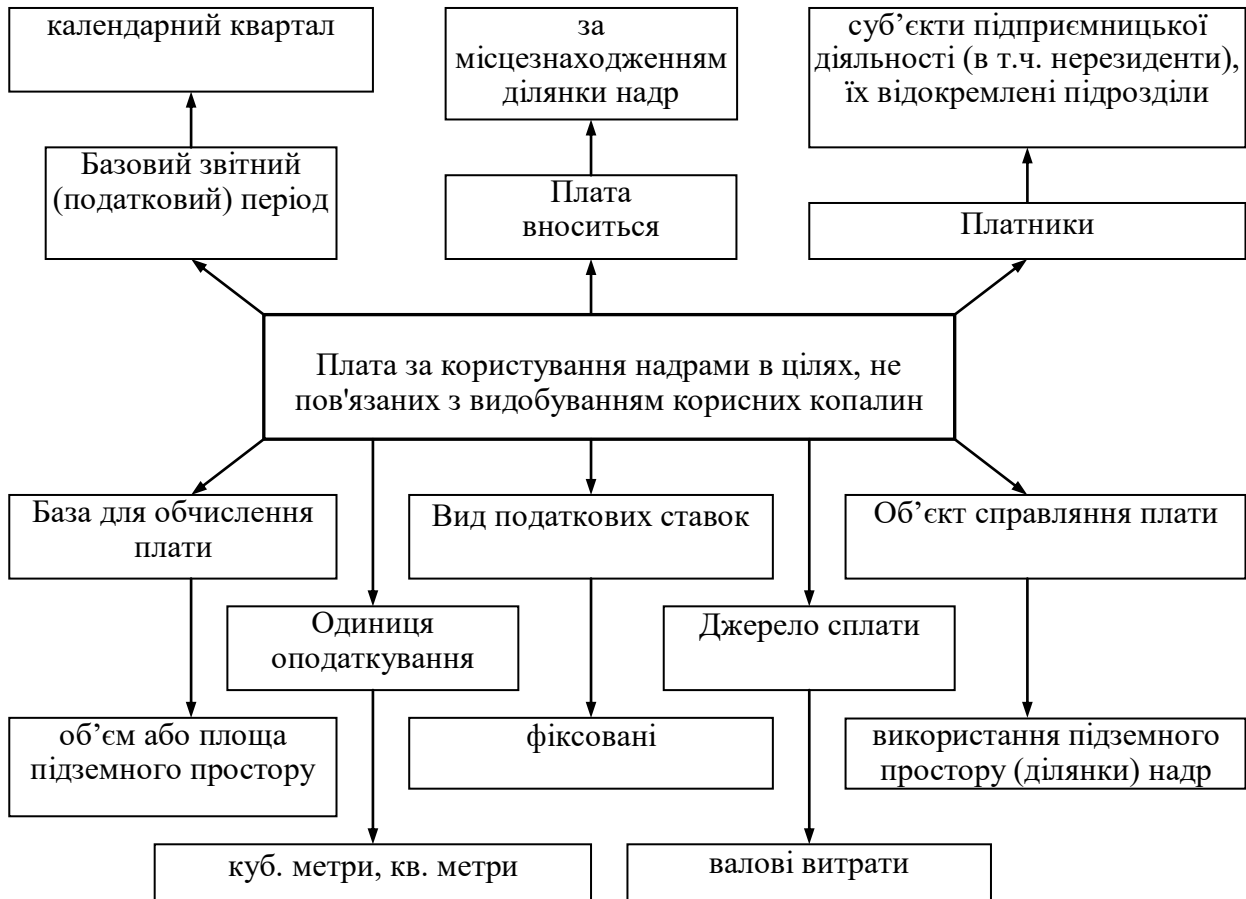 календарний квартал
за
місцезнаходженням
ділянки надр
суб’єкти підприємницької
діяльності (в т.ч. нерезиденти),
їх відокремлені підрозділи
Базовий звітний
(податковий) період
Плата
вноситься
Платники
Плата за користування надрами в цілях, не
пов'язаних з видобуванням корисних копалин
База для обчислення
плати
Вид податкових ставок
Об’єкт справляння плати
Одиниця
оподаткування
Джерело сплати
об’єм або площа
підземного простору
фіксовані
використання підземного
простору (ділянки) надр
куб. метри, кв. метри
валові витрати